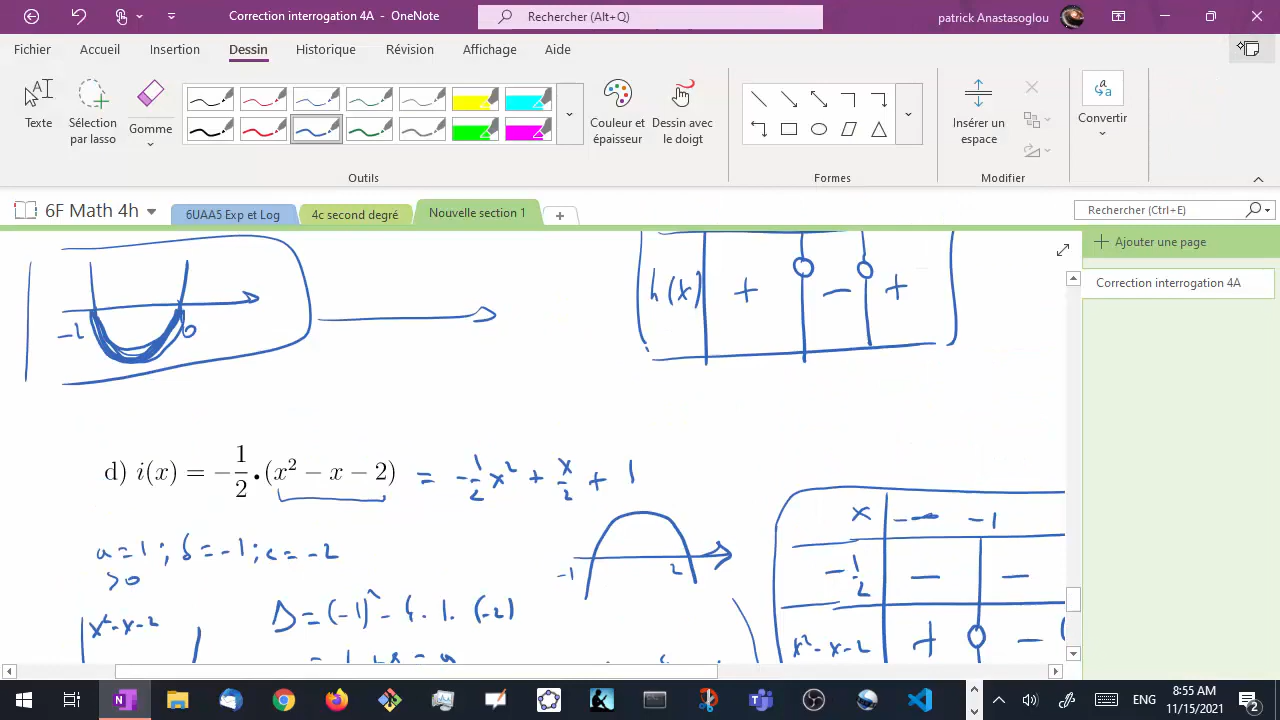 Correction interrogation 4A - OneNote
Rechercher (Alt+Q)
patrick Anastasoglou
Fichier Accueil Insertion Dessin Historique Révision Affichage Aide
Texte
Sélection par lasso
Gomme
Couleur et épaisseur
Dessin avec le doigt
Insérer un espace
Convertir
Outils
Formes
Modifier
6F Math 4h
6UAA5 Exp et Log
4c second degré
Nouvelle section 1
Rechercher (Ctrl+E)
Ajouter une page
Correction interrogation 4A
-2 0
h(x) + - +
d) i(x) = -1/2 . (x² - x - 2) = -1/2 x² + x/2 + 1
a = 1 ; b = -1 ; c = -2
>0
-1 2
x -1
-1/2 - -
x² - x - 2
Δ = (-1)² - 4 . 1 . (-2)
x² - x - 2 + 0 -
ENG
8:55 AM
11/15/2021
2